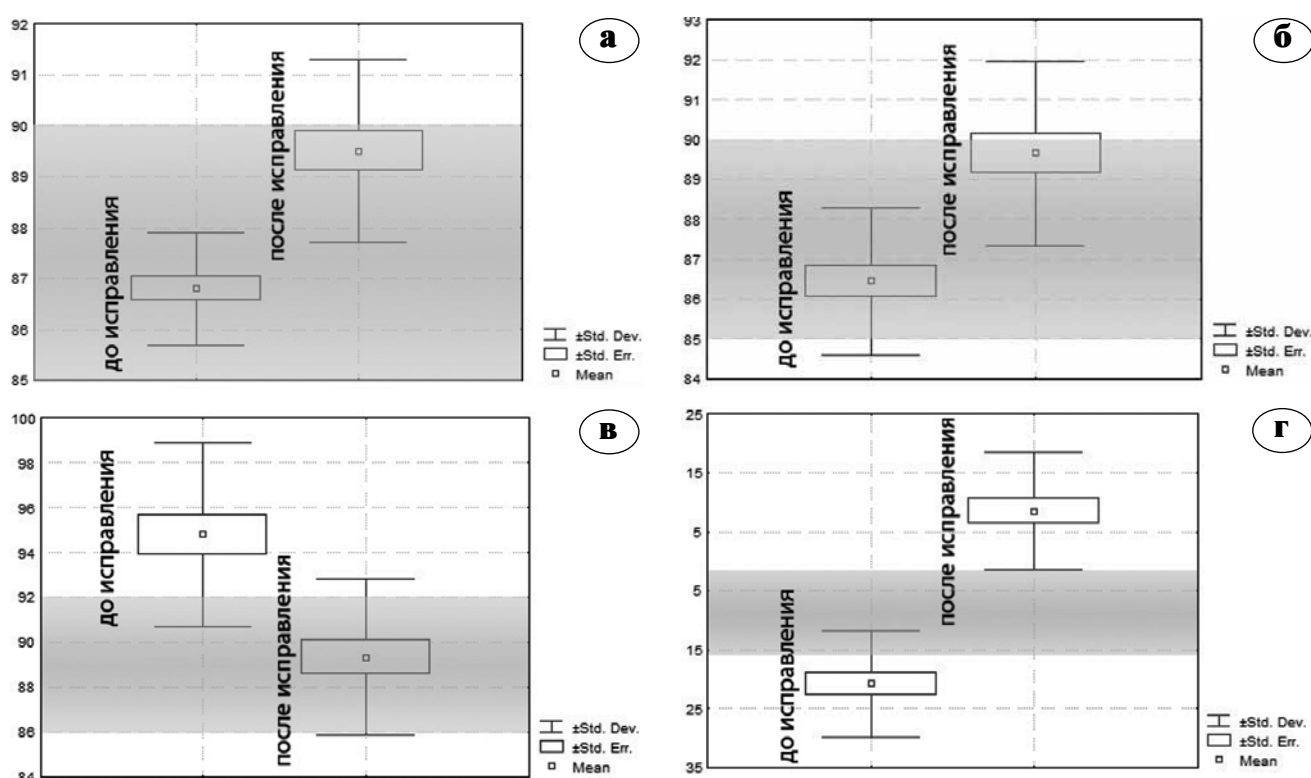 а
92
91
90
89
88
87
86
85
до исправления
после исправления
±Std. Dev.
±Std. Err.
Mean
б
93
92
91
90
89
88
87
86
85
84
до исправления
после исправления
±Std. Dev.
±Std. Err.
Mean
в
100
98
96
94
92
90
88
86
84
до исправления
после исправления
±Std. Dev.
±Std. Err.
Mean
г
25
15
5
5
15
25
35
до исправления
после исправления
±Std. Dev.
±Std. Err.
Mean